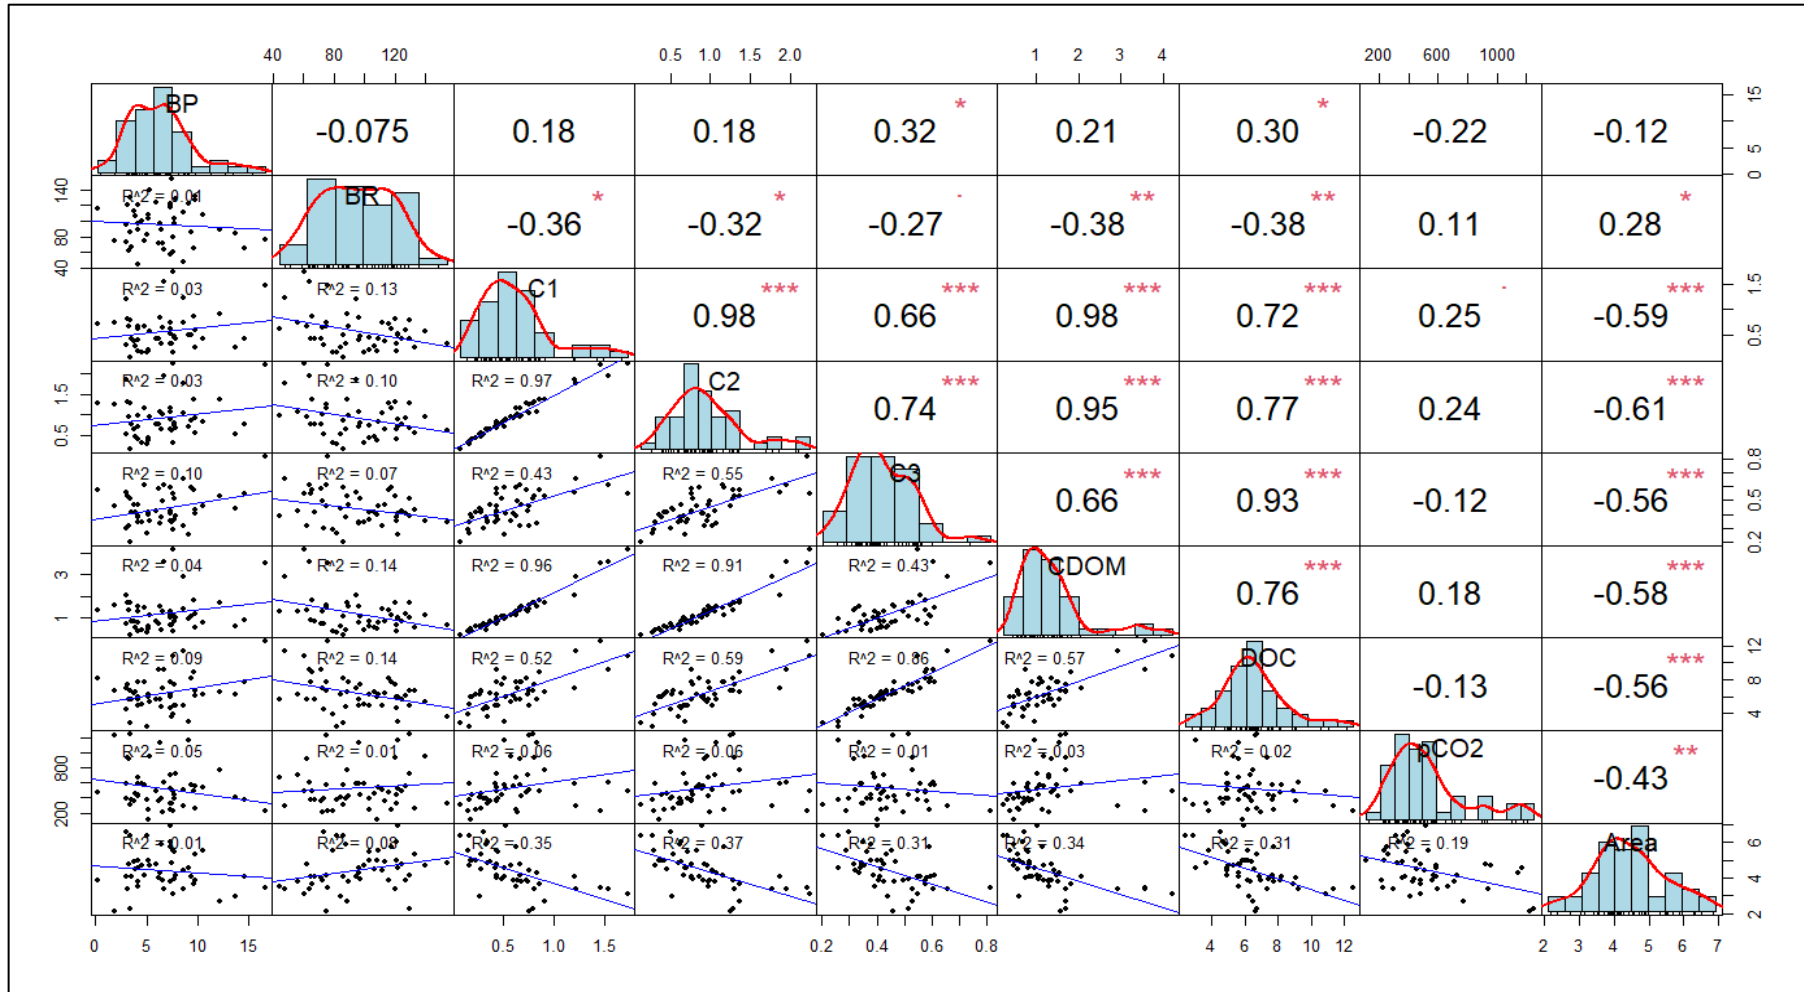 40 80 120 0.5 1.0 1.5 2.0 1 2 3 4 200 600 1000
BP -0.075 0.18 0.18 0.32 * 0.21 0.30 * -0.22 -0.12 0 5 15
40 80 140 R^2 = 0.01 BR -0.36 * -0.32 * -0.27 . -0.38 ** -0.38 ** 0.11 0.28 *
R^2 = 0.03 R^2 = 0.13 C1 0.98 *** 0.66 *** 0.98 *** 0.72 *** 0.25 . -0.59 *** 0.5 1.5
0.5 1.5 R^2 = 0.03 R^2 = 0.10 R^2 = 0.97 C2 0.74 *** 0.95 *** 0.77 *** 0.24 -0.61 ***
R^2 = 0.10 R^2 = 0.07 R^2 = 0.43 R^2 = 0.55 C3 0.66 *** 0.93 *** -0.12 -0.56 *** 0.2 0.5 0.8
1 3 R^2 = 0.04 R^2 = 0.14 R^2 = 0.96 R^2 = 0.91 R^2 = 0.43 CDOM 0.76 *** 0.18 -0.58 ***
R^2 = 0.09 R^2 = 0.14 R^2 = 0.52 R^2 = 0.59 R^2 = 0.86 R^2 = 0.57 DOC -0.13 -0.56 *** 4 8 12
200 800 R^2 = 0.05 R^2 = 0.01 R^2 = 0.06 R^2 = 0.06 R^2 = 0.01 R^2 = 0.03 R^2 = 0.02 pCO2 -0.43 **
R^2 = 0.01 R^2 = 0.08 R^2 = 0.35 R^2 = 0.37 R^2 = 0.31 R^2 = 0.34 R^2 = 0.31 R^2 = 0.19 Area 2 4 6
0 5 10 15 0.5 1.0 1.5 0.2 0.4 0.6 0.8 4 6 8 10 12 2 3 4 5 6 7